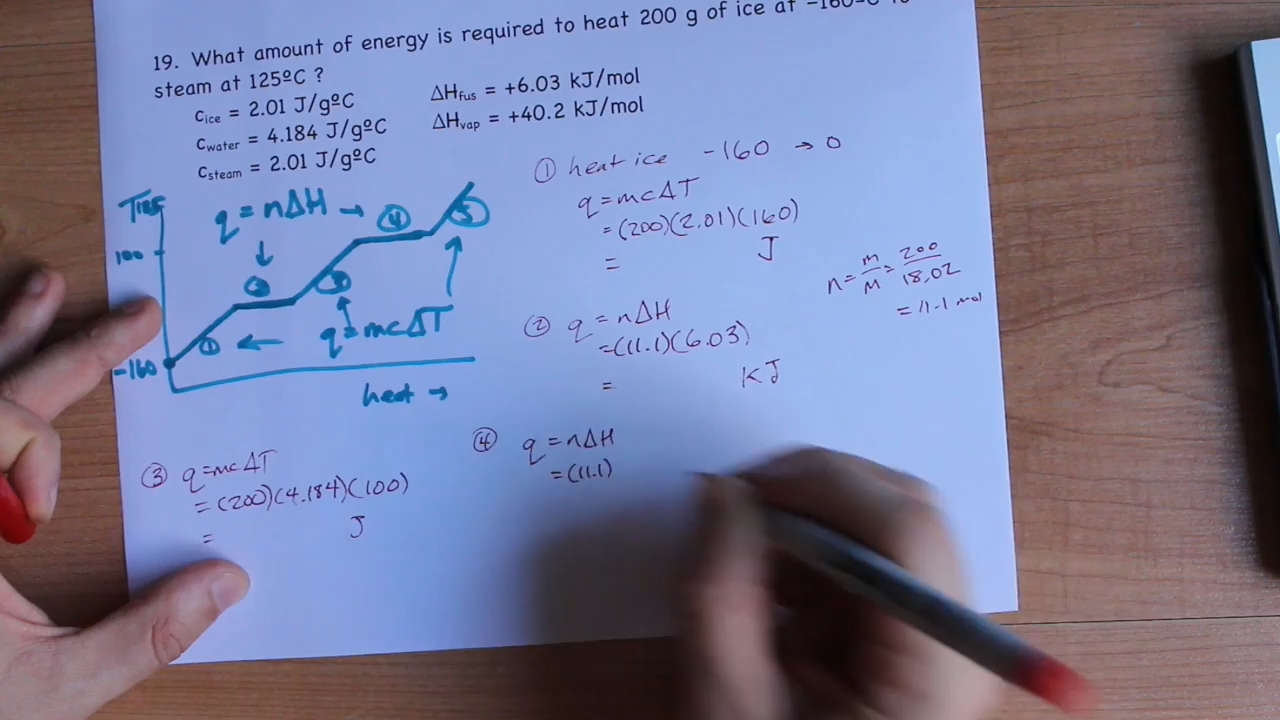 19. What amount of energy is required to heat 200 g of ice at -160ºC to
steam at 125ºC ?
cice = 2.01 J/gºC
cwater = 4.184 J/gºC
csteam = 2.01 J/gºC
ΔHfus = +6.03 kJ/mol
ΔHvap = +40.2 kJ/mol
100
-160
q = nΔH →
①
②
③
④
⑤
q = mcΔT
heat →
① heat ice -160 → 0
q = mcΔT
= (200)(2.01)(160)
= J
n = m/M = 200/18.02
= 11.1 mol
② q = nΔH
= (11.1)(6.03)
= kJ
③ q = mcΔT
= (200)(4.184)(100)
= J
④ q = nΔH
= (11.1)